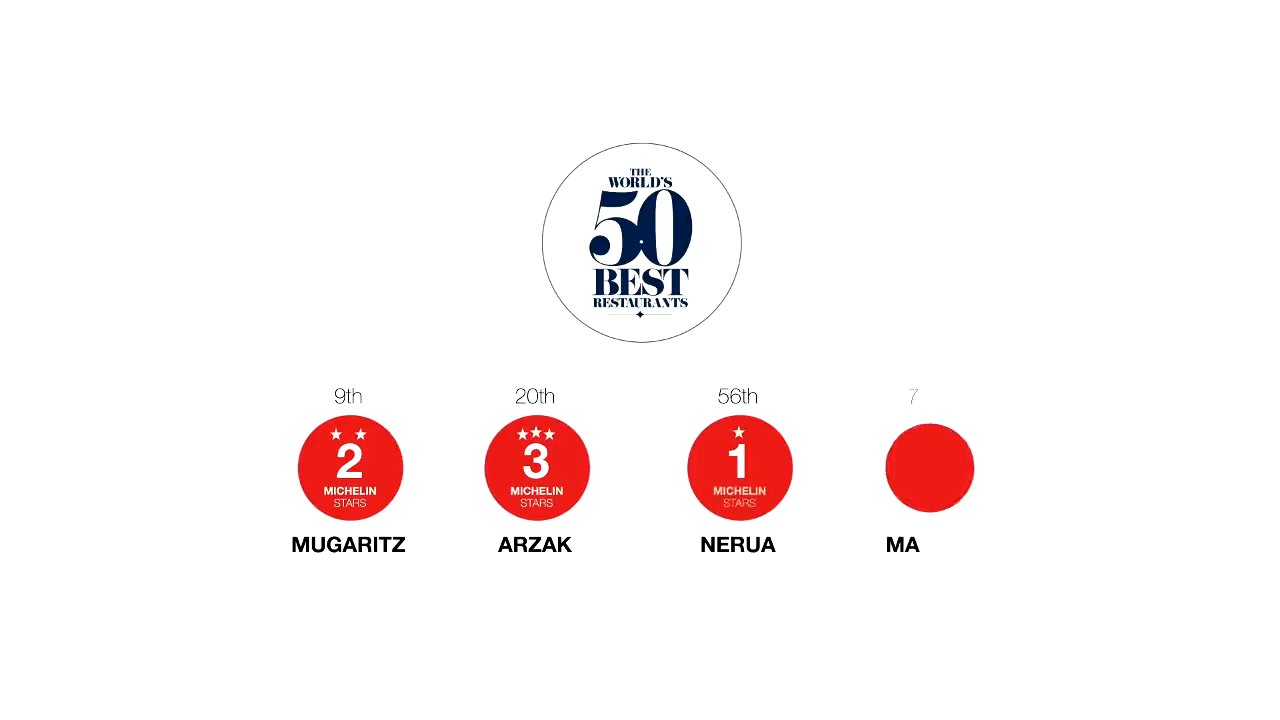 THE
WORLD'S
50
BEST
RESTAURANTS
9th
20th
56th
7
2
MICHELIN
STARS
3
MICHELIN
STARS
1
MICHELIN
STARS
MUGARITZ
ARZAK
NERUA
MA